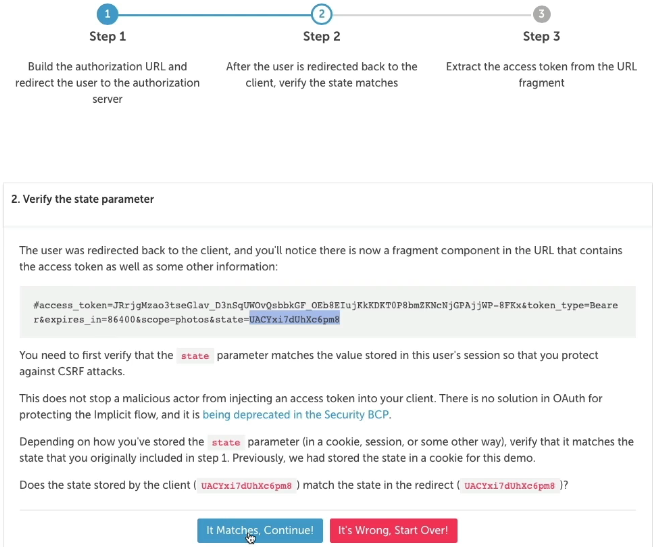 1 2 3
Step 1 Step 2 Step 3
Build the authorization URL and
redirect the user to the authorization
server
After the user is redirected back to the
client, verify the state matches
Extract the access token from the URL
fragment
2. Verify the state parameter
The user was redirected back to the client, and you'll notice there is now a fragment component in the URL that contains
the access token as well as some other information:
#access_token=JRrjgMzao3tseGlav_D3nSqUWOvQsbbkGF_OEb8EIujKkKDKT0P8bmZKNcNjGPAjjWP-8FKx&token_type=Beare
r&expires_in=86400&scope=photos&state=UACYxi7dUhXc6pm8
You need to first verify that the state parameter matches the value stored in this user's session so that you protect
against CSRF attacks.
This does not stop a malicious actor from injecting an access token into your client. There is no solution in OAuth for
protecting the Implicit flow, and it is being deprecated in the Security BCP.
Depending on how you've stored the state parameter (in a cookie, session, or some other way), verify that it matches the
state that you originally included in step 1. Previously, we had stored the state in a cookie for this demo.
Does the state stored by the client ( UACYxi7dUhXc6pm8 ) match the state in the redirect ( UACYxi7dUhXc6pm8 )?
It Matches, Continue! It's Wrong, Start Over!